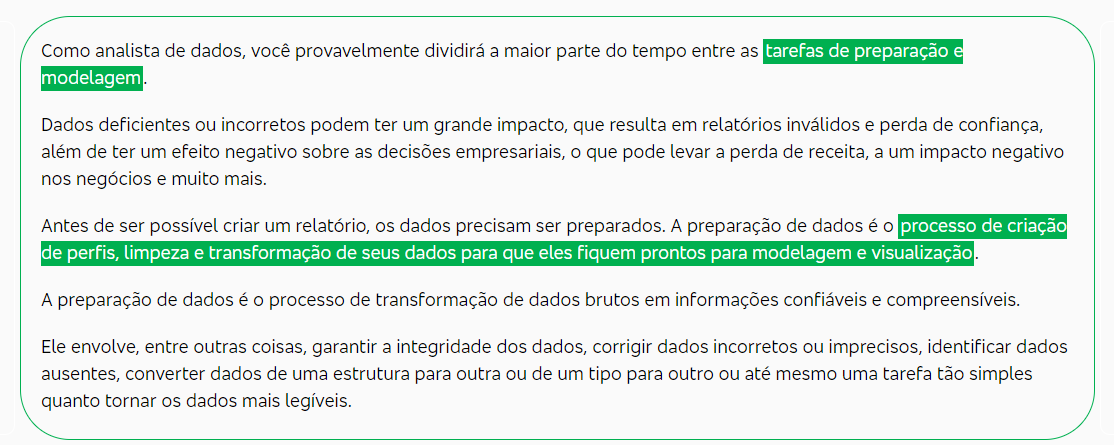 Como analista de dados, você provavelmente dividirá a maior parte do tempo entre as tarefas de preparação e
modelagem.
Dados deficientes ou incorretos podem ter um grande impacto, que resulta em relatórios inválidos e perda de confiança,
além de ter um efeito negativo sobre as decisões empresariais, o que pode levar a perda de receita, a um impacto negativo
nos negócios e muito mais.
Antes de ser possível criar um relatório, os dados precisam ser preparados. A preparação de dados é o processo de criação
de perfis, limpeza e transformação de seus dados para que eles fiquem prontos para modelagem e visualização.
A preparação de dados é o processo de transformação de dados brutos em informações confiáveis e compreensíveis.
Ele envolve, entre outras coisas, garantir a integridade dos dados, corrigir dados incorretos ou imprecisos, identificar dados
ausentes, converter dados de uma estrutura para outra ou de um tipo para outro ou até mesmo uma tarefa tão simples
quanto tornar os dados mais legíveis.